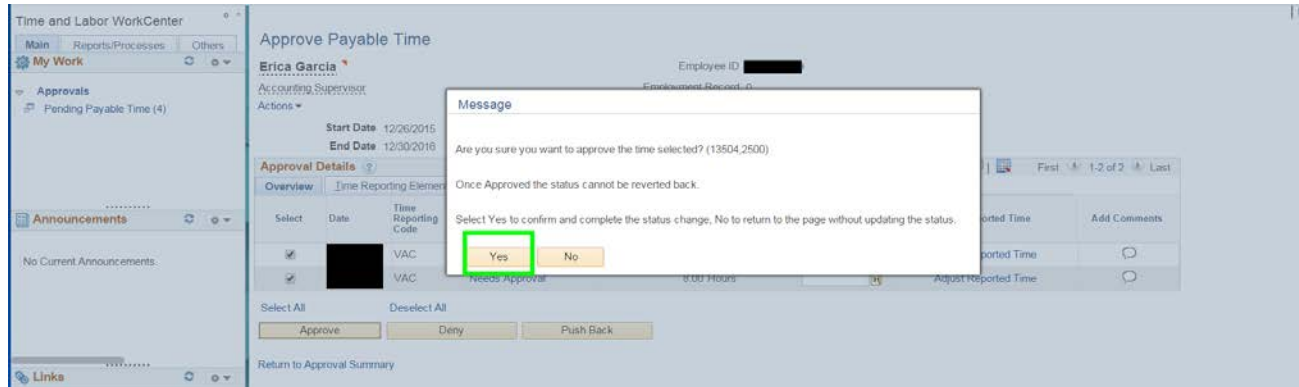 Time and Labor WorkCenter
Main Reports/Processes Others
My Work
Approvals
Pending Payable Time (4)
Announcements
No Current Announcements.
Links
Approve Payable Time
Erica Garcia
Employee ID
Accounting Supervisor
Employment Record 0
Actions
Start Date 12/26/2015
End Date 12/30/2016
Approval Details
First 1-2 of 2 Last
Overview Time Reporting Elemen
Select Date Time Reporting Code orted Time Add Comments
VAC ported Time
VAC Needs Approval 8.00 Hours Adjust Reported Time
Select All Deselect All
Approve Deny Push Back
Return to Approval Summary
Message
Are you sure you want to approve the time selected? (13504,2500)
Once Approved the status cannot be reverted back.
Select Yes to confirm and complete the status change, No to return to the page without updating the status.
Yes No